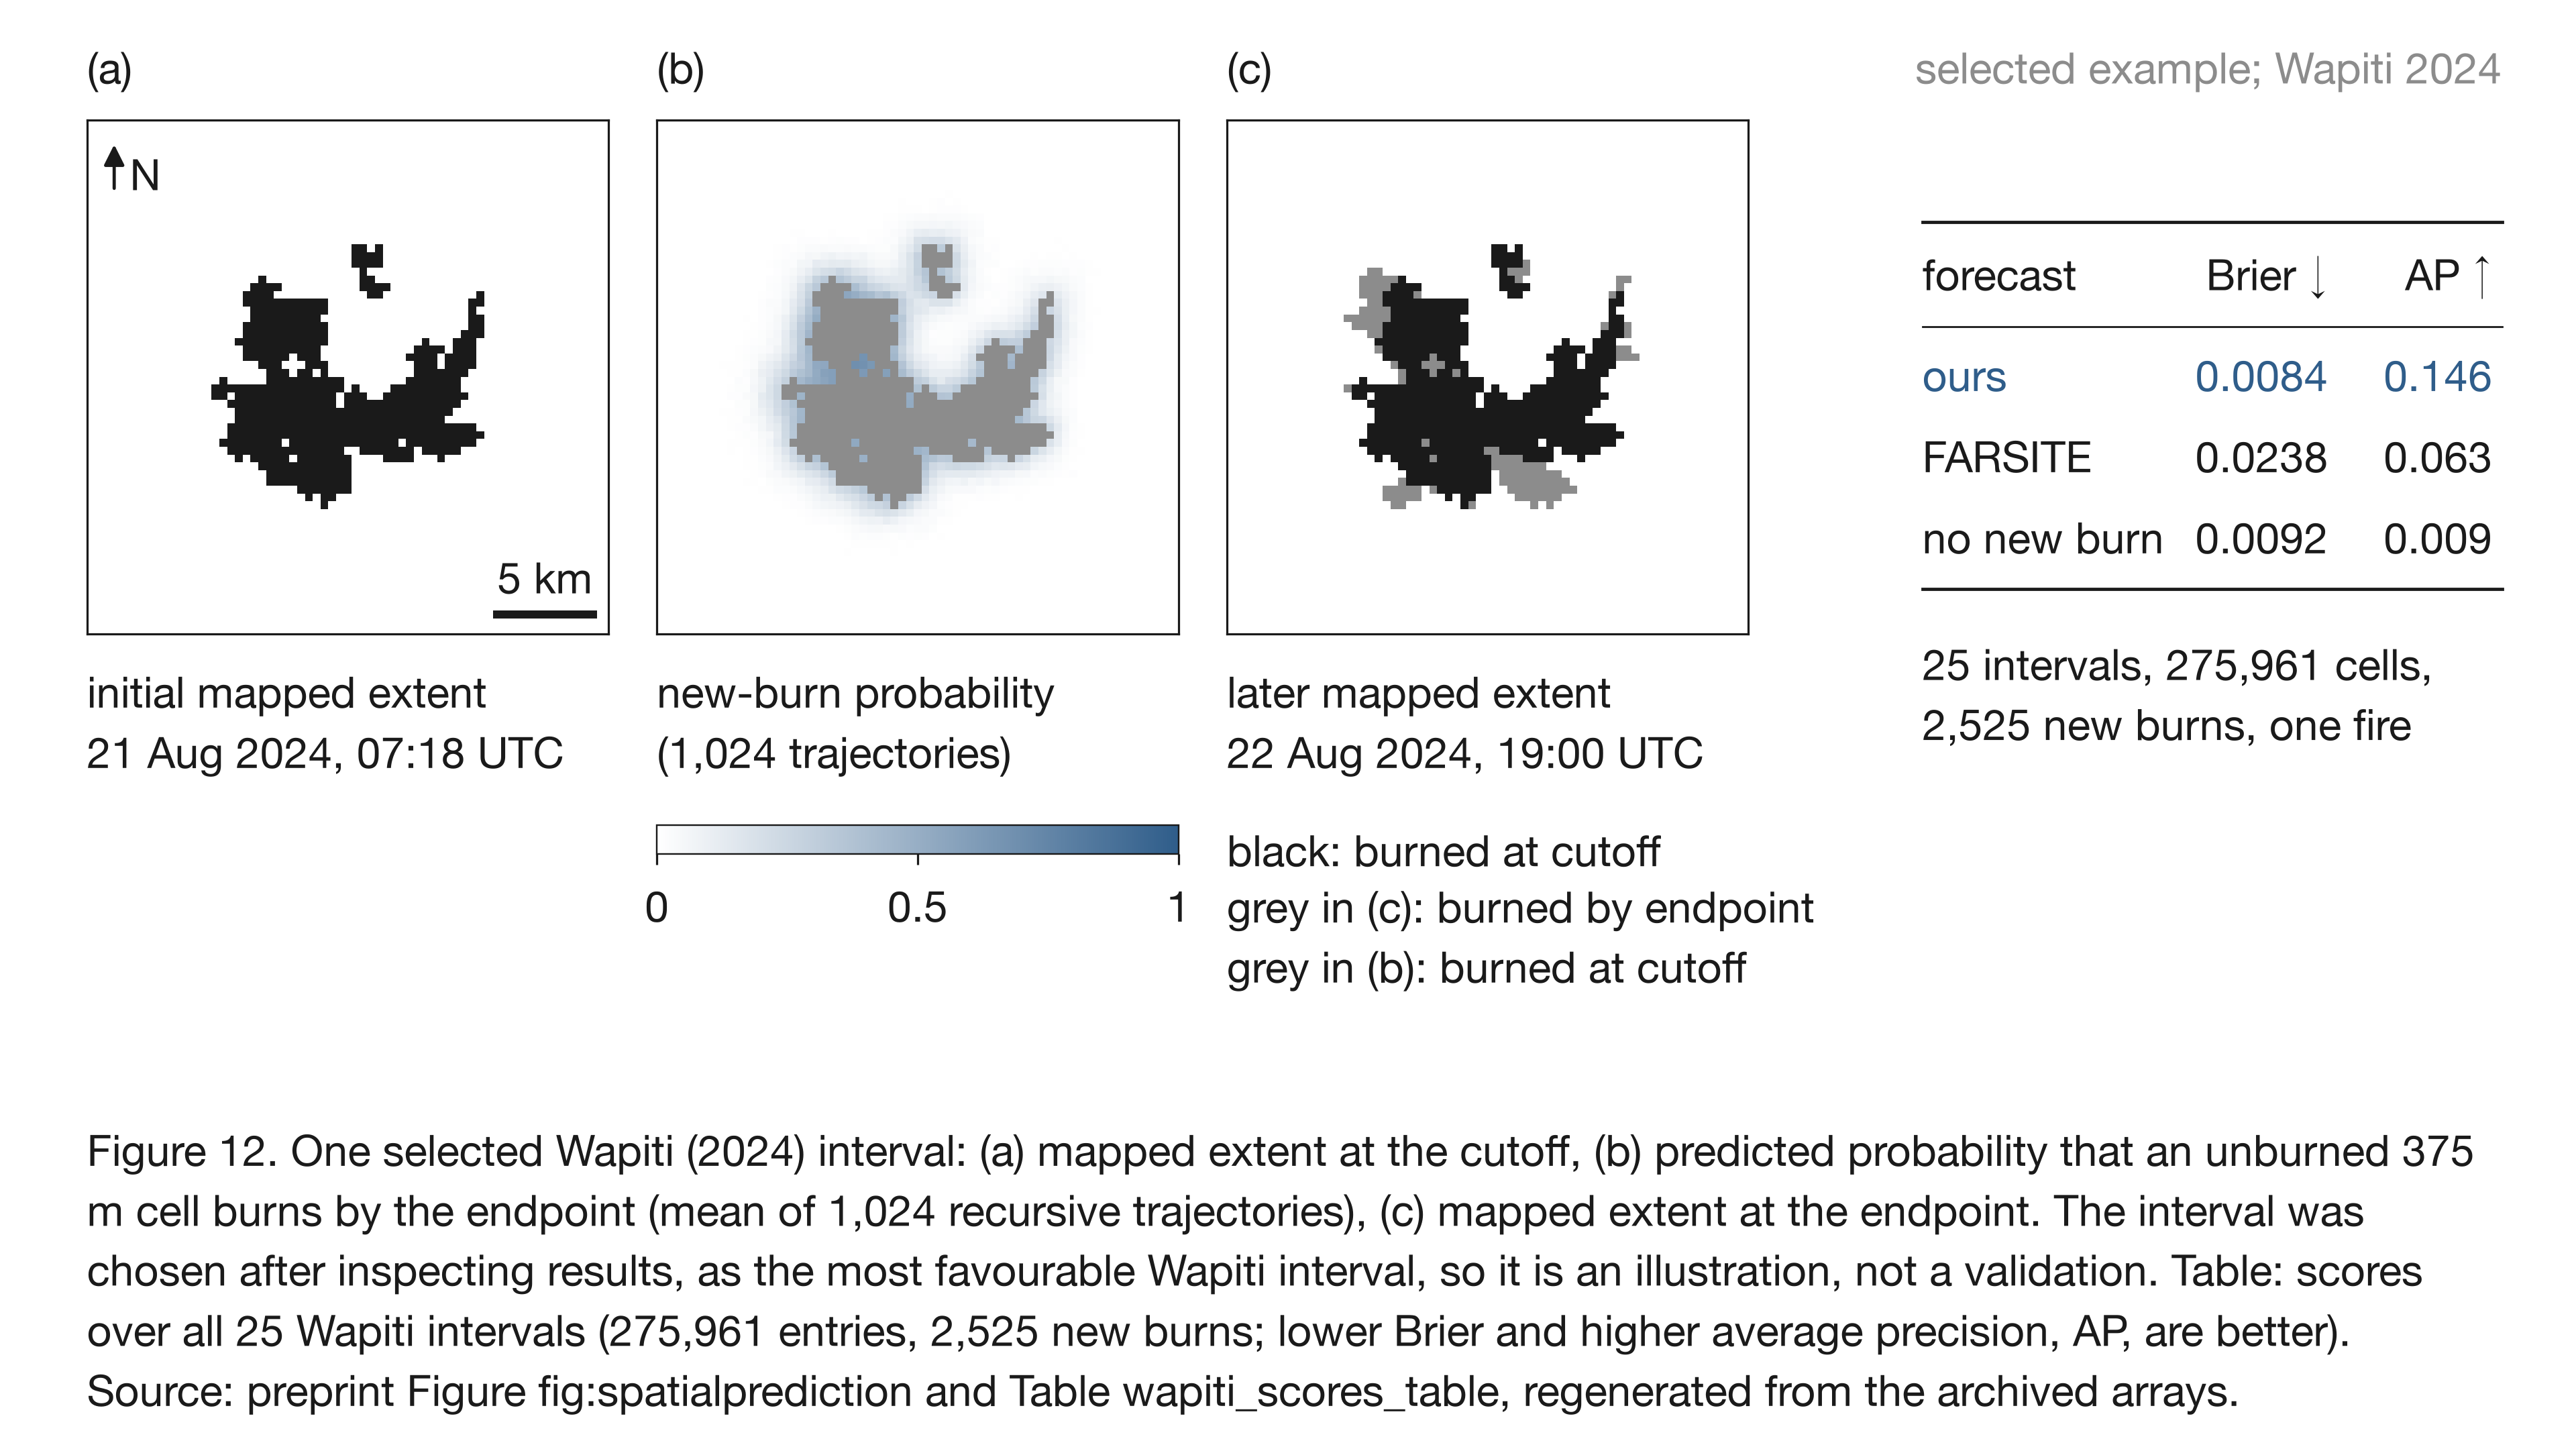 (a)
(b)
(c)
selected example; Wapiti 2024
N
5 km
initial mapped extent
21 Aug 2024, 07:18 UTC
new-burn probability
(1,024 trajectories)
0 0.5 1
later mapped extent
22 Aug 2024, 19:00 UTC
black: burned at cutoff
grey in (c): burned by endpoint
grey in (b): burned at cutoff
forecast Brier ↓ AP ↑
ours 0.0084 0.146
FARSITE 0.0238 0.063
no new burn 0.0092 0.009
25 intervals, 275,961 cells,
2,525 new burns, one fire
Figure 12. One selected Wapiti (2024) interval: (a) mapped extent at the cutoff, (b) predicted probability that an unburned 375
m cell burns by the endpoint (mean of 1,024 recursive trajectories), (c) mapped extent at the endpoint. The interval was
chosen after inspecting results, as the most favourable Wapiti interval, so it is an illustration, not a validation. Table: scores
over all 25 Wapiti intervals (275,961 entries, 2,525 new burns; lower Brier and higher average precision, AP, are better).
Source: preprint Figure fig:spatialprediction and Table wapiti_scores_table, regenerated from the archived arrays.